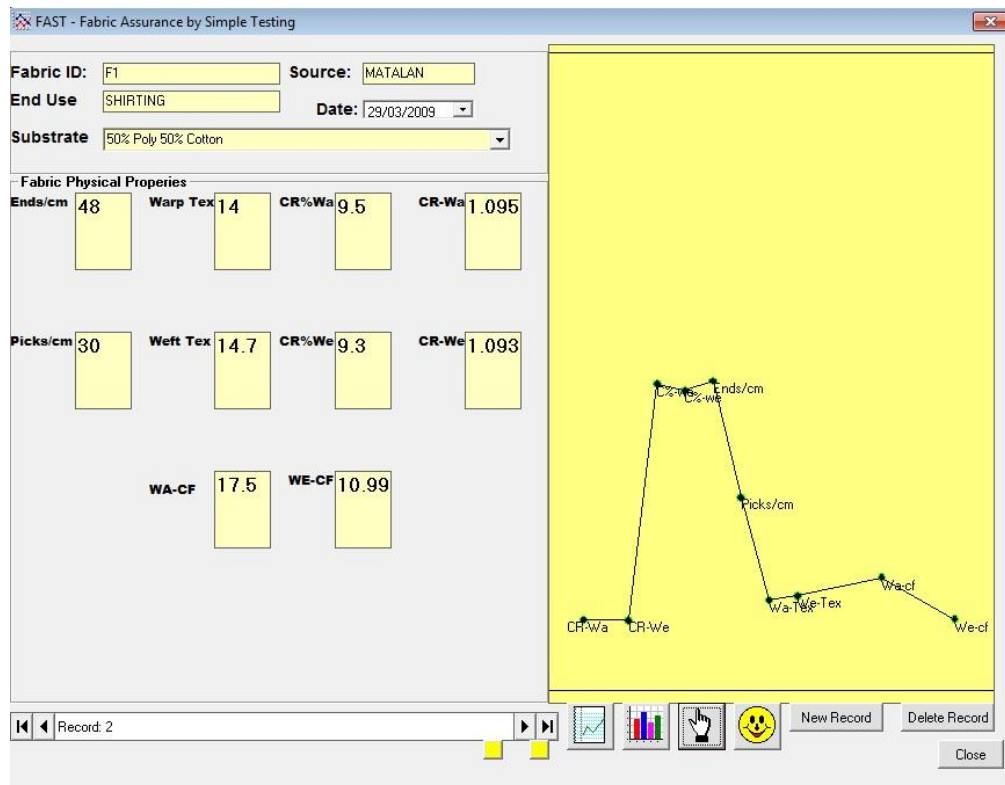 FAST - Fabric Assurance by Simple Testing
Fabric ID: F1 Source: MATALAN
End Use SHIRTING Date: 29/03/2009
Substrate 50% Poly 50% Cotton
Fabric Physical Properies
Ends/cm 48 Warp Tex 14 CR%Wa 9.5 CR-Wa 1.095
Picks/cm 30 Weft Tex 14.7 CR%We 9.3 CR-We 1.093
WA-CF 17.5 WE-CF 10.99
C%-wa C%-we Ends/cm
Picks/cm
Wa-cf
Wa-Tex We-Tex
CR-Wa CR-We We-cf
Record: 2 New Record Delete Record
Close